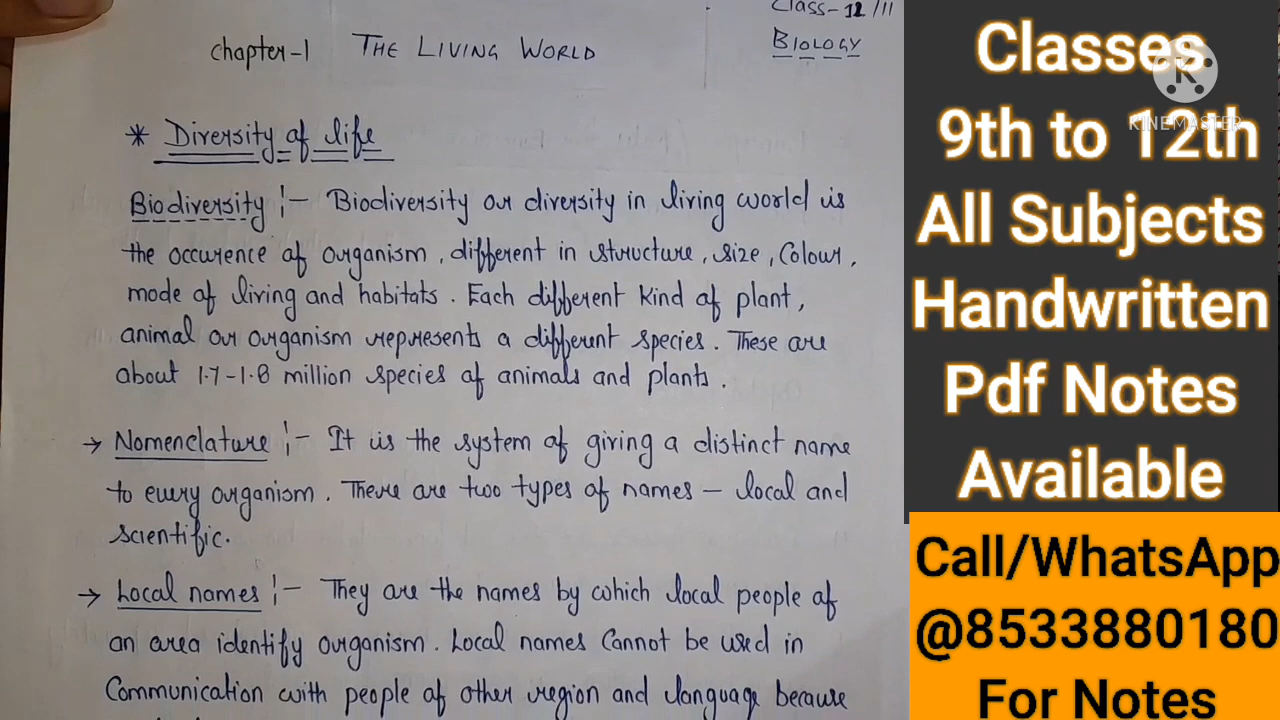 Class-11/11
Chapter-1 THE LIVING WORLD
BIOLOGY
* Diversity of life
Biodiversity :- Biodiversity or diversity in living world is
the occurence of organism, different in structure, size, Colour,
mode of living and habitats. Each different kind of plant,
animal or organism represents a different species. These are
about 1.7-1.8 million species of animals and plants.
→ Nomenclature :- It is the system of giving a distinct name
to every organism. There are two types of names - local and
scientific.
→ Local names :- They are the names by which local people of
an area identify organism. Local names Cannot be used in
Communication with people of other region and language because
Classes
9th to 12th
All Subjects
Handwritten
Pdf Notes
Available
Call/WhatsApp
@8533880180
For Notes
K
KINEMASTER